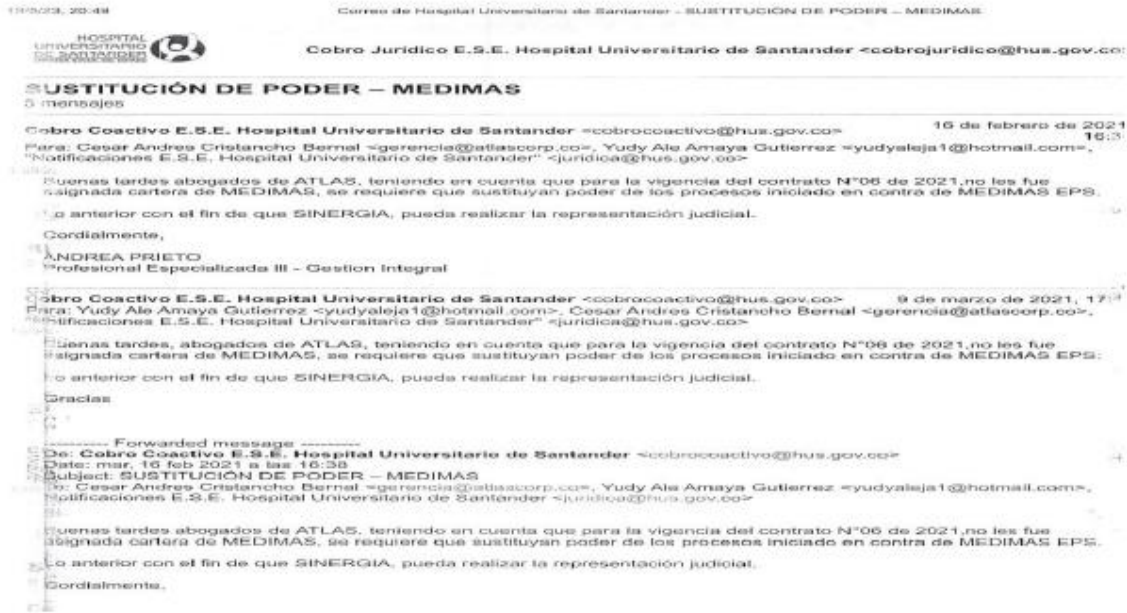 20:49 Correo de Hospital Universitario de Santander - SUSTITUCIÓN DE PODER – MEDIMAS
HOSPITAL
UNIVERSITARIO
DE SANTANDER
Cobro Jurídico E.S.E. Hospital Universitario de Santander <cobrojuridico@hus.gov.co
SUSTITUCIÓN DE PODER – MEDIMAS
mensajes
Cobro Coactivo E.S.E. Hospital Universitario de Santander <cobrocoactivo@hus.gov.co> 16 de febrero de 2021
16:3
Para: Cesar Andres Cristancho Bernal <gerencia@atlascorp.co>, Yudy Ale Amaya Gutierrez <yudyaleja1@hotmail.com>,
"Notificaciones E.S.E. Hospital Universitario de Santander" <juridica@hus.gov.co>
Buenas tardes abogados de ATLAS, teniendo en cuenta que para la vigencia del contrato N°06 de 2021,no les fue
asignada cartera de MEDIMAS, se requiere que sustituyan poder de los procesos iniciado en contra de MEDIMAS EPS.
Lo anterior con el fin de que SINERGIA, pueda realizar la representación judicial.
Cordialmente,
ANDREA PRIETO
Profesional Especializada III - Gestion Integral
Cobro Coactivo E.S.E. Hospital Universitario de Santander <cobrocoactivo@hus.gov.co> 9 de marzo de 2021, 17:
Para: Yudy Ale Amaya Gutierrez <yudyaleja1@hotmail.com>, Cesar Andres Cristancho Bernal <gerencia@atlascorp.co>,
Notificaciones E.S.E. Hospital Universitario de Santander" <juridica@hus.gov.co>
Buenas tardes, abogados de ATLAS, teniendo en cuenta que para la vigencia del contrato N°06 de 2021,no les fue
asignada cartera de MEDIMAS, se requiere que sustituyan poder de los procesos iniciado en contra de MEDIMAS EPS:
Lo anterior con el fin de que SINERGIA, pueda realizar la representación judicial.
Gracias
--------- Forwarded message ---------
De: Cobro Coactivo E.S.E. Hospital Universitario de Santander <cobrocoactivo@hus.gov.co>
Date: mar, 16 feb 2021 a las 16:38
Subject: SUSTITUCIÓN DE PODER – MEDIMAS
To: Cesar Andres Cristancho Bernal <gerencia@atlascorp.co>, Yudy Ale Amaya Gutierrez <yudyaleja1@hotmail.com>,
Notificaciones E.S.E. Hospital Universitario de Santander <juridica@hus.gov.co>
Buenas tardes abogados de ATLAS, teniendo en cuenta que para la vigencia del contrato N°06 de 2021,no les fue
asignada cartera de MEDIMAS, se requiere que sustituyan poder de los procesos iniciado en contra de MEDIMAS EPS.
Lo anterior con el fin de que SINERGIA, pueda realizar la representación judicial.
Cordialmente,